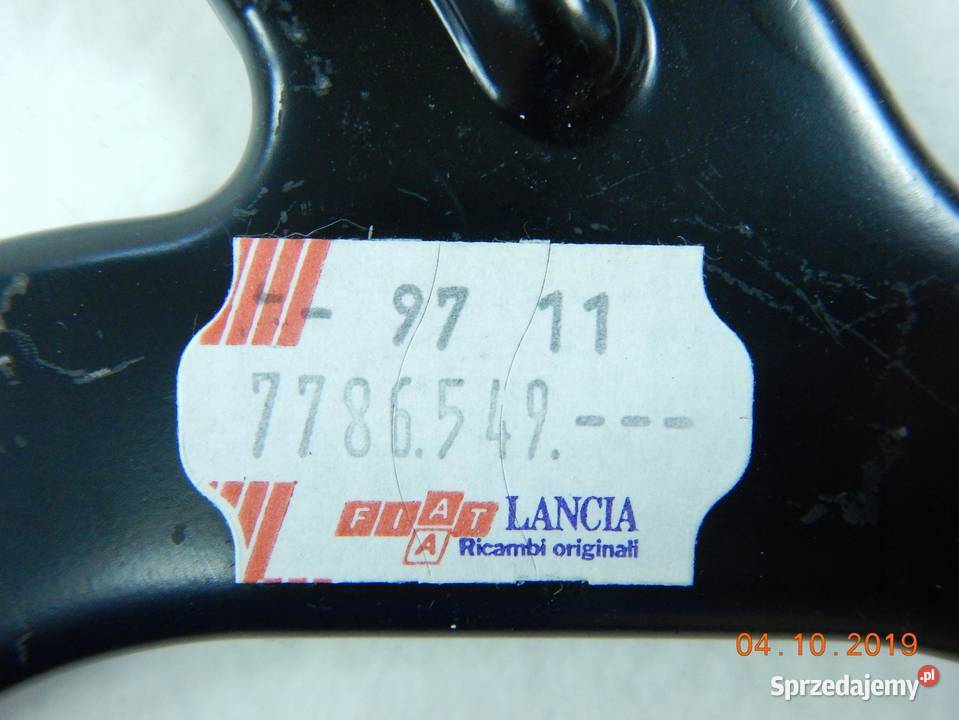 -- 97 11
7786.549.---
FIAT LANCIA
A Ricambi originali
04.10.2019
Sprzedajemy.pl